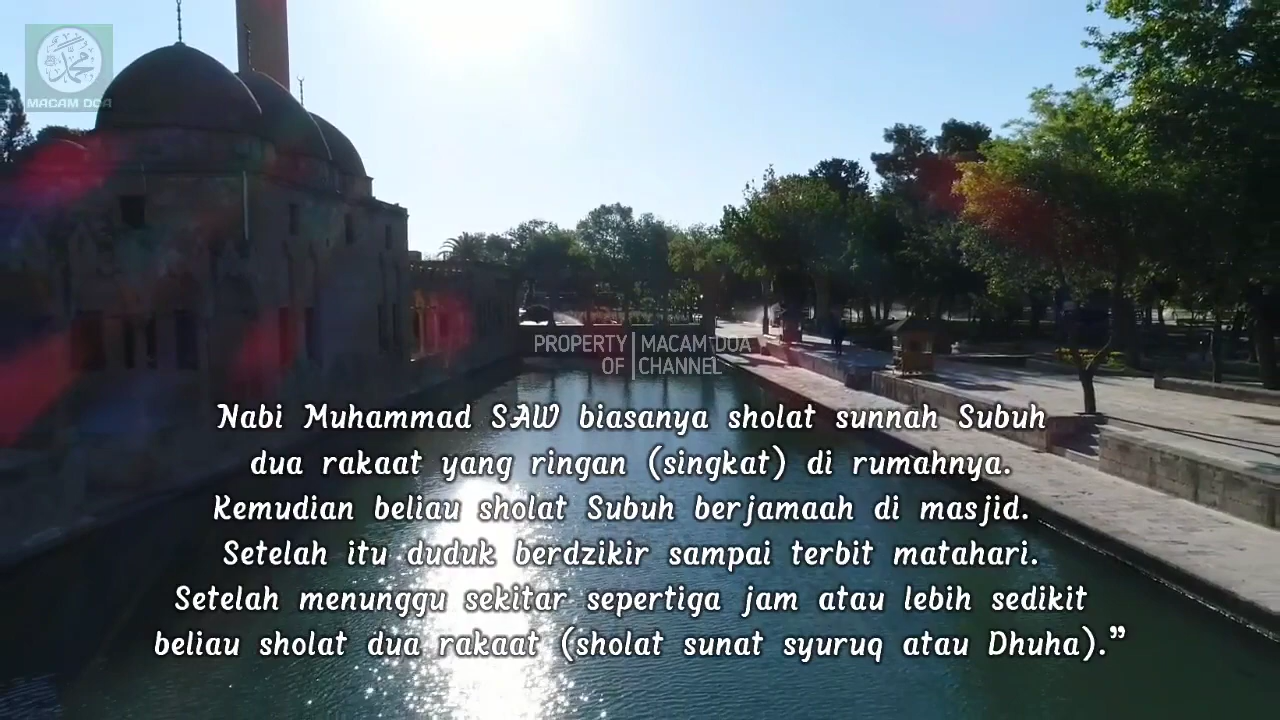 محمد
MACAM DOA
PROPERTY OF | MACAM DOA CHANNEL
Nabi Muhammad SAW biasanya sholat sunnah Subuh
dua rakaat yang ringan (singkat) di rumahnya.
Kemudian beliau sholat Subuh berjamaah di masjid.
Setelah itu duduk berdzikir sampai terbit matahari.
Setelah menunggu sekitar sepertiga jam atau lebih sedikit
beliau sholat dua rakaat (sholat sunat syuruq atau Dhuha).”